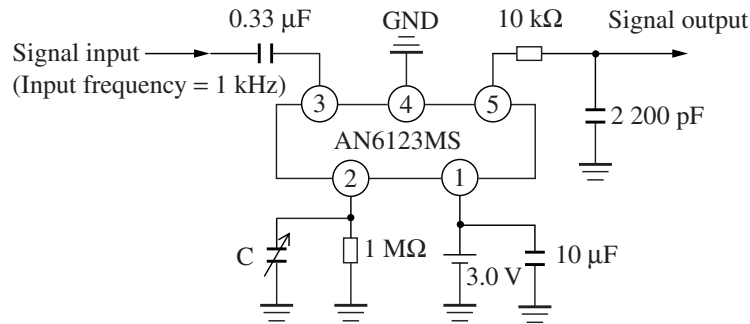 0.33 μF
GND
10 kΩ
Signal output
Signal input
(Input frequency = 1 kHz)
3
4
5
2 200 pF
AN6123MS
2
1
C
1 MΩ
3.0 V
10 μF